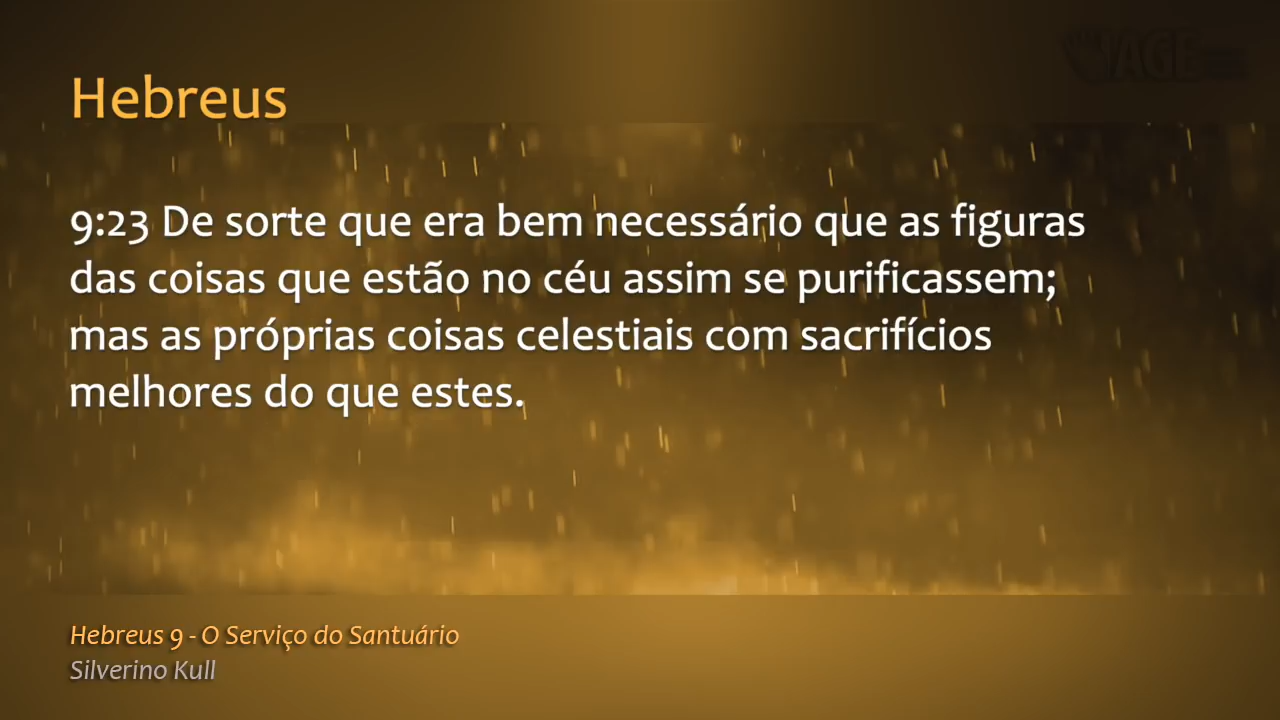 Hebreus
9:23 De sorte que era bem necessário que as figuras
das coisas que estão no céu assim se purificassem;
mas as próprias coisas celestiais com sacrifícios
melhores do que estes.
Hebreus 9 - O Serviço do Santuário
Silverino Kull